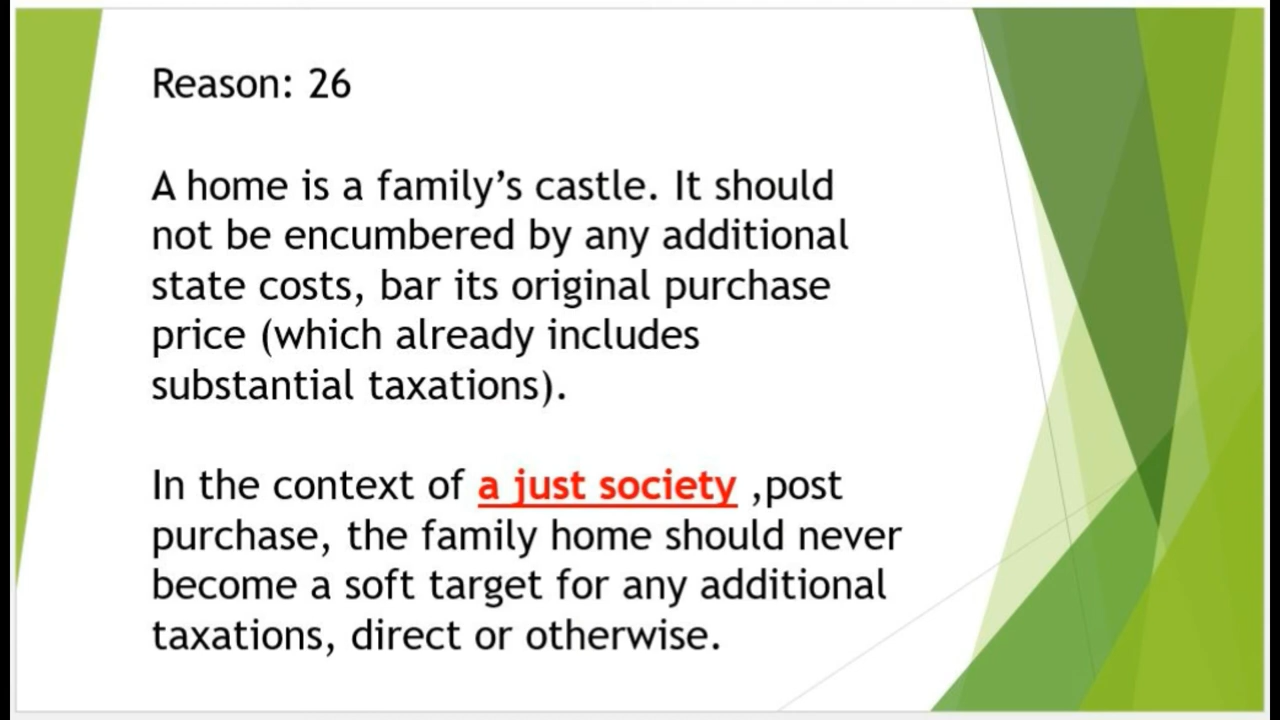 Reason: 26
A home is a family’s castle. It should
not be encumbered by any additional
state costs, bar its original purchase
price (which already includes
substantial taxations).
In the context of a just society ,post
purchase, the family home should never
become a soft target for any additional
taxations, direct or otherwise.